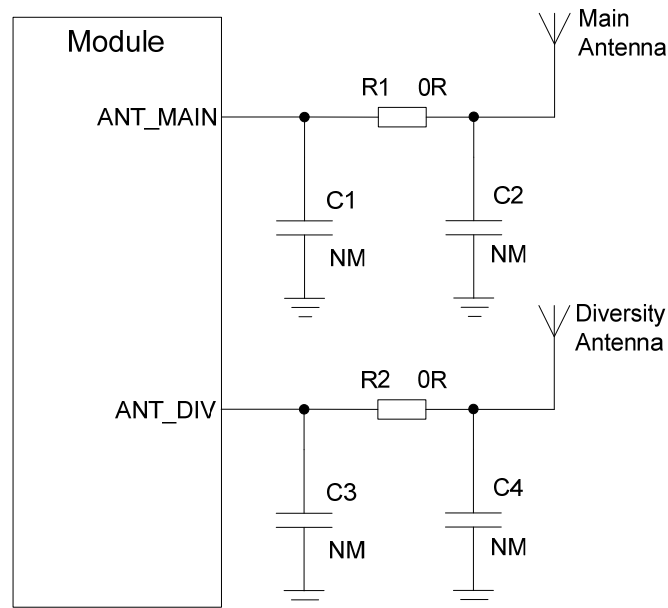 Module
Main
Antenna
R1 0R
ANT_MAIN
C1
C2
NM
NM
Diversity
Antenna
R2 0R
ANT_DIV
C3
C4
NM
NM